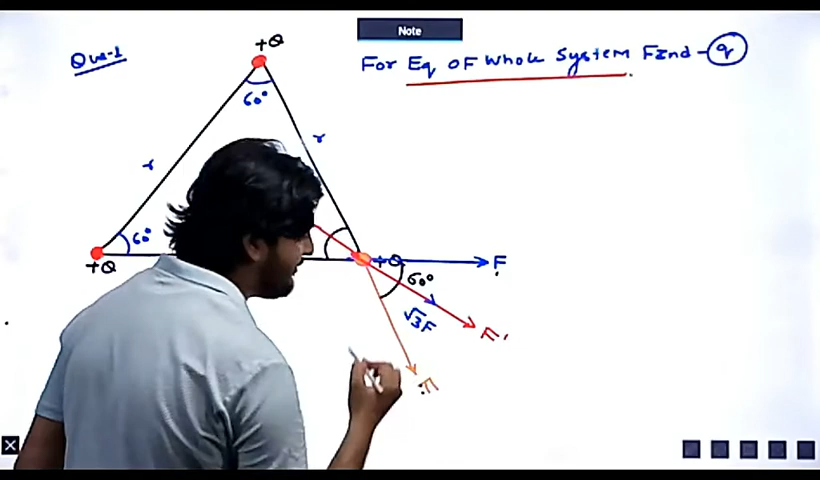 Note
Que-1
+Q
For Eq of Whole System Find - q
60°
r
r
60°
+Q
+Q
F
60°
√3F
F'
F